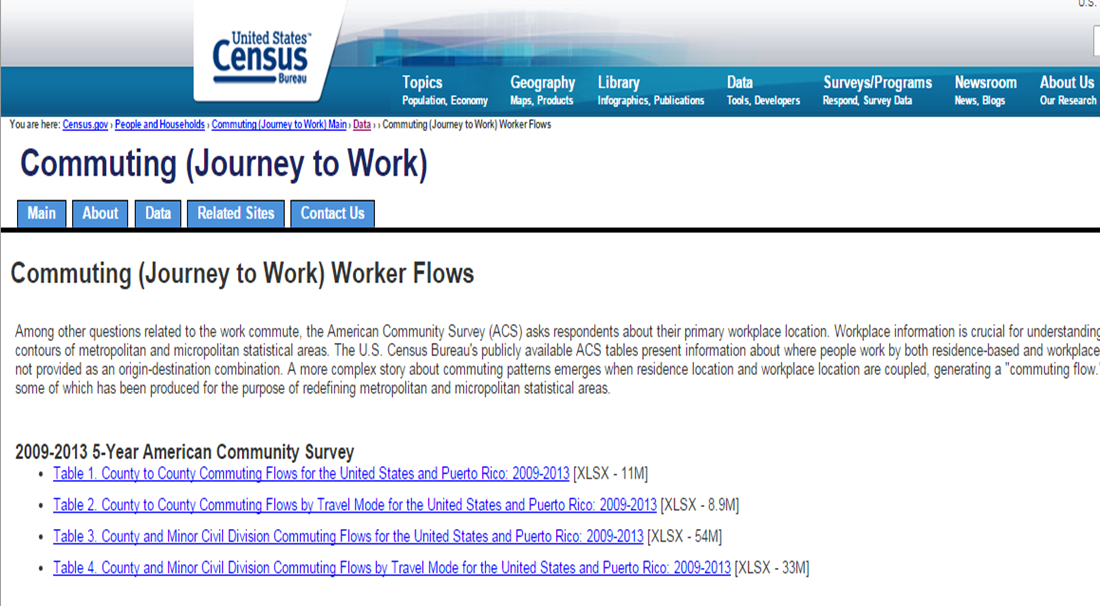 U.S.
United States™
Census
Bureau
Topics
Population, Economy
Geography
Maps, Products
Library
Infographics, Publications
Data
Tools, Developers
Surveys/Programs
Respond, Survey Data
Newsroom
News, Blogs
About Us
Our Research
You are here: Census.gov › People and Households › Commuting (Journey to Work) Main › Data › › Commuting (Journey to Work) Worker Flows
Commuting (Journey to Work)
Main
About
Data
Related Sites
Contact Us
Commuting (Journey to Work) Worker Flows
Among other questions related to the work commute, the American Community Survey (ACS) asks respondents about their primary workplace location. Workplace information is crucial for understanding
contours of metropolitan and micropolitan statistical areas. The U.S. Census Bureau's publicly available ACS tables present information about where people work by both residence-based and workplace
not provided as an origin-destination combination. A more complex story about commuting patterns emerges when residence location and workplace location are coupled, generating a "commuting flow."
some of which has been produced for the purpose of redefining metropolitan and micropolitan statistical areas.
2009-2013 5-Year American Community Survey
• Table 1. County to County Commuting Flows for the United States and Puerto Rico: 2009-2013 [XLSX - 11M]
• Table 2. County to County Commuting Flows by Travel Mode for the United States and Puerto Rico: 2009-2013 [XLSX - 8.9M]
• Table 3. County and Minor Civil Division Commuting Flows for the United States and Puerto Rico: 2009-2013 [XLSX - 54M]
• Table 4. County and Minor Civil Division Commuting Flows by Travel Mode for the United States and Puerto Rico: 2009-2013 [XLSX - 33M]